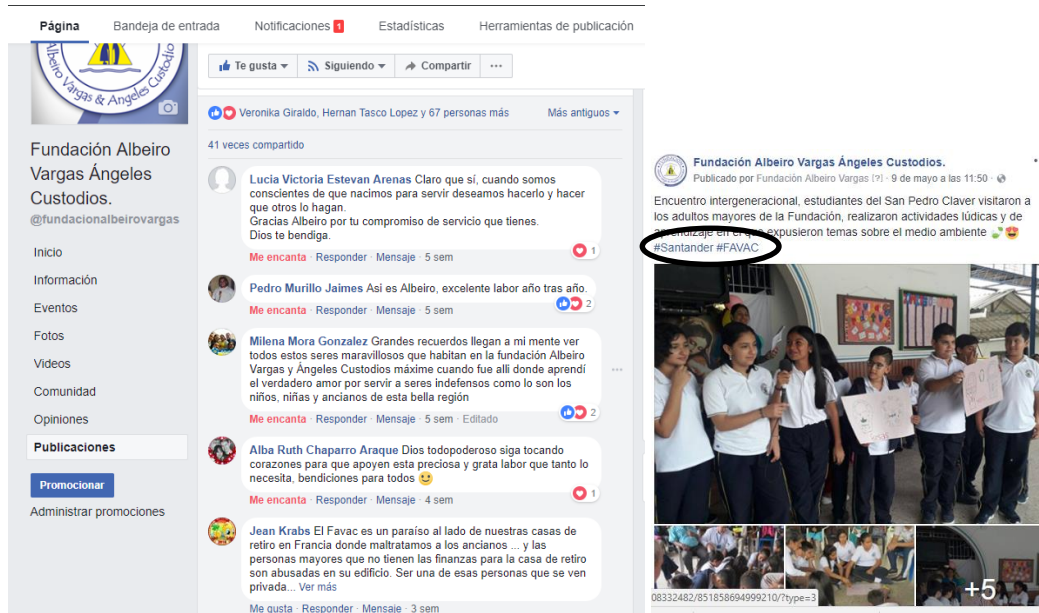 Página Bandeja de entrada Notificaciones 1 Estadísticas Herramientas de publicación
Albeiro Vargas & Angeles Custodios
Fundación Albeiro
Vargas Ángeles
Custodios.
@fundacionalbeirovargas
Inicio
Información
Eventos
Fotos
Videos
Comunidad
Opiniones
Publicaciones
Promocionar
Administrar promociones
Te gusta Siguiendo Compartir ...
Veronika Giraldo, Hernan Tasco Lopez y 67 personas más Más antiguos
41 veces compartido
Lucia Victoria Estevan Arenas Claro que sí, cuando somos
conscientes de que nacimos para servir deseamos hacerlo y hacer
que otros lo hagan.
Gracias Albeiro por tu compromiso de servicio que tienes.
Dios te bendiga.
1
Me encanta · Responder · Mensaje · 5 sem
Pedro Murillo Jaimes Asi es Albeiro, excelente labor año tras año.
2
Me encanta · Responder · Mensaje · 5 sem
Milena Mora Gonzalez Grandes recuerdos llegan a mi mente ver
todos estos seres maravillosos que habitan en la fundación Albeiro
Vargas y Ángeles Custodios máxime cuando fue alli donde aprendí
el verdadero amor por servir a seres indefensos como lo son los
niños, niñas y ancianos de esta bella región
2
Me encanta · Responder · Mensaje · 5 sem · Editado
Alba Ruth Chaparro Araque Dios todopoderoso siga tocando
corazones para que apoyen esta preciosa y grata labor que tanto lo
necesita, bendiciones para todos 😃
1
Me encanta · Responder · Mensaje · 4 sem
Jean Krabs El Favac es un paraíso al lado de nuestras casas de
retiro en Francia donde maltratamos a los ancianos ... y las
personas mayores que no tienen las finanzas para la casa de retiro
son abusadas en su edificio. Ser una de esas personas que se ven
privada... Ver más
Me gusta · Responder · Mensaje · 3 sem
Fundación Albeiro Vargas Ángeles Custodios.
Publicado por Fundación Albeiro Vargas [?] · 9 de mayo a las 11:50 ·
Encuentro intergeneracional, estudiantes del San Pedro Claver visitaron a
los adultos mayores de la Fundación, realizaron actividades lúdicas y de
aprendizaje en el que expusieron temas sobre el medio ambiente 🍃😍
#Santander #FAVAC
08332482/851858694999210/?type=3
+5